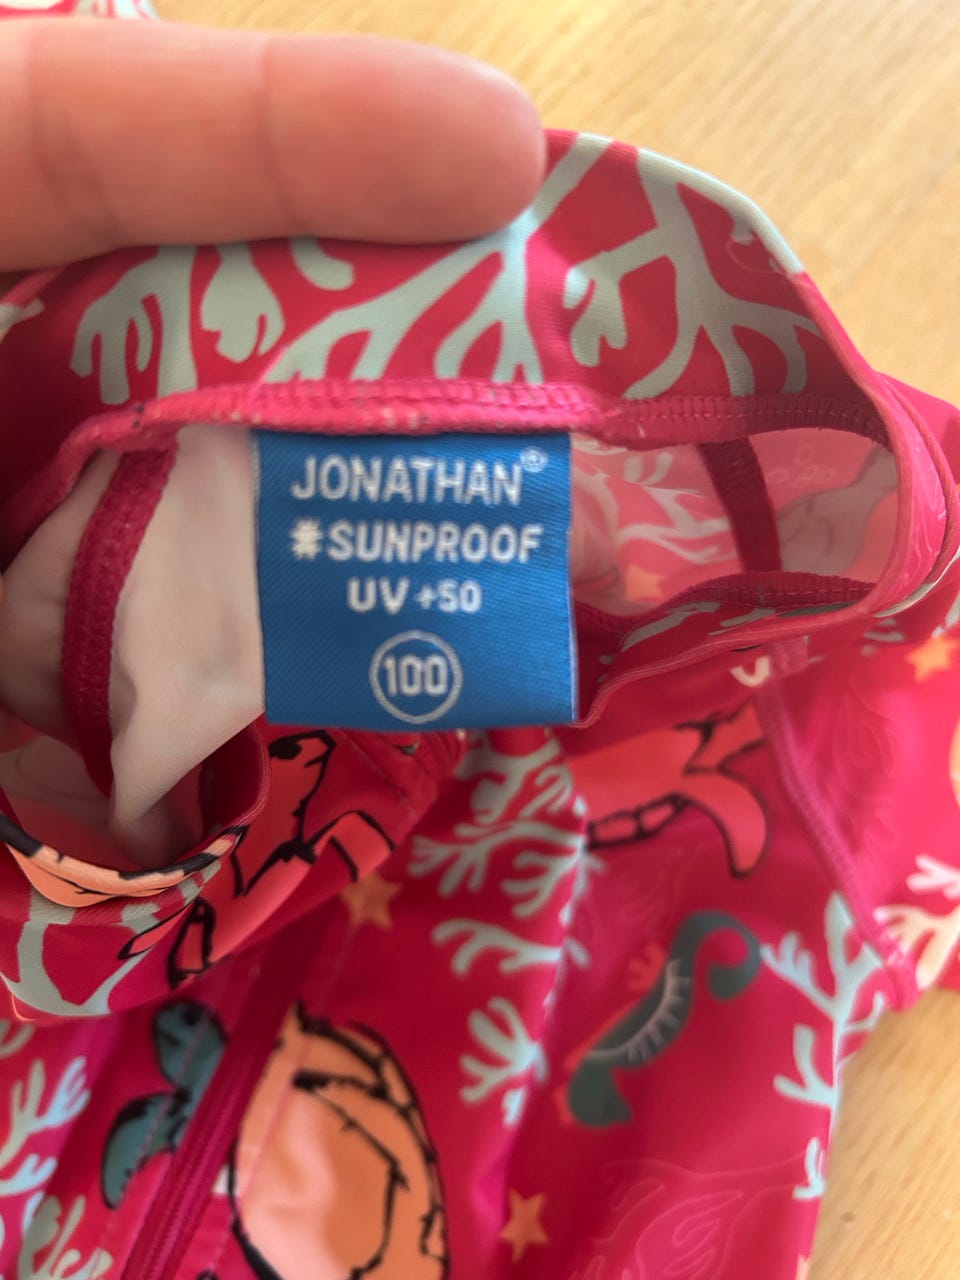 JONATHAN®
#SUNPROOF
UV +50
100